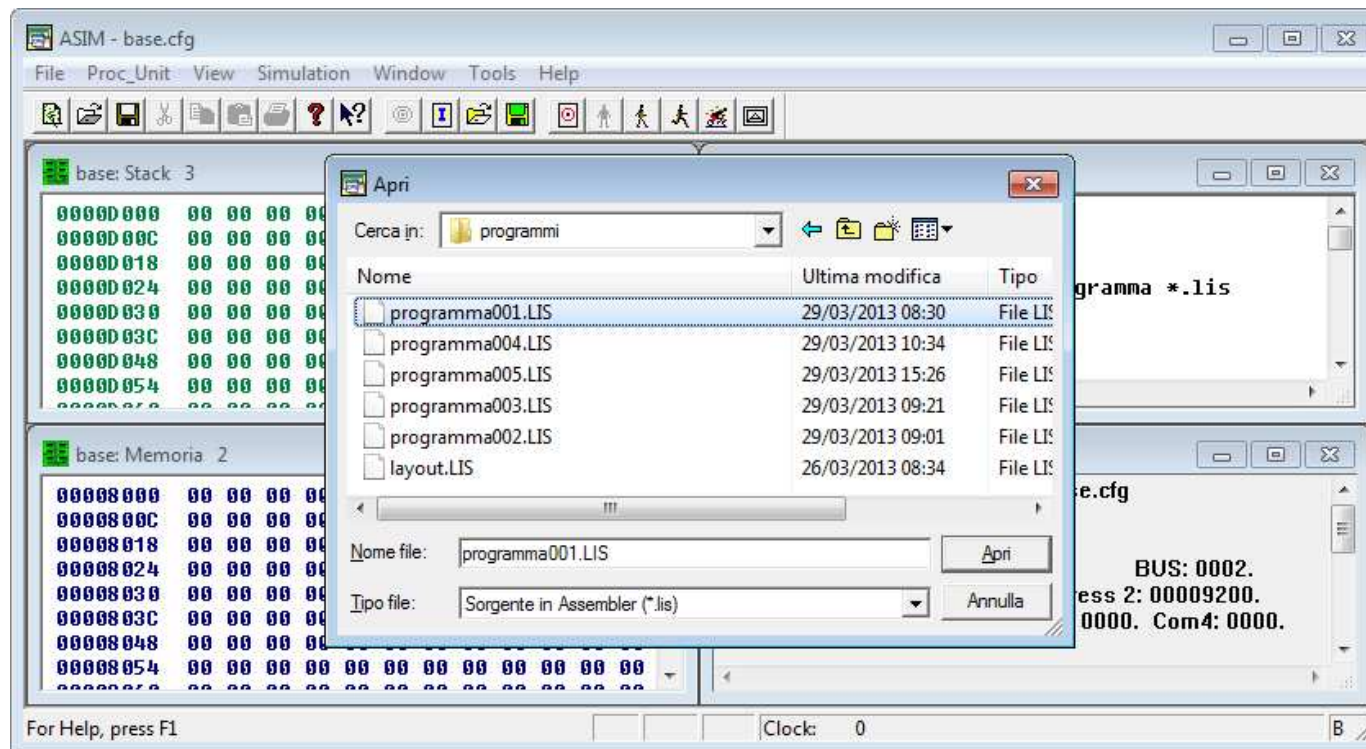 ASIM - base.cfg
File Proc_Unit View Simulation Window Tools Help
base: Stack 3
0000D000 00 00 00
0000D00C 00 00 00
0000D018 00 00 00
0000D024 00 00 00
0000D030 00 00 00
0000D03C 00 00 00
0000D048 00 00 00
0000D054 00 00 00
gramma *.lis
Apri
Cerca in: programmi
Nome Ultima modifica Tipo
programma001.LIS 29/03/2013 08:30 File LIS
programma004.LIS 29/03/2013 10:34 File LIS
programma005.LIS 29/03/2013 15:26 File LIS
programma003.LIS 29/03/2013 09:21 File LIS
programma002.LIS 29/03/2013 09:01 File LIS
layout.LIS 26/03/2013 08:34 File LIS
Nome file: programma001.LIS Apri
Tipo file: Sorgente in Assembler (*.lis) Annulla
base: Memoria 2
00008000 00 00 00
0000800C 00 00 00
00008018 00 00 00
00008024 00 00 00
00008030 00 00 00
0000803C 00 00 00
00008048 00 00 00
00008054 00 00 00 00 00 00 00 00 00 00 00 00
e.cfg
BUS: 0002.
ess 2: 00009200.
0000. Com4: 0000.
For Help, press F1
Clock: 0
B